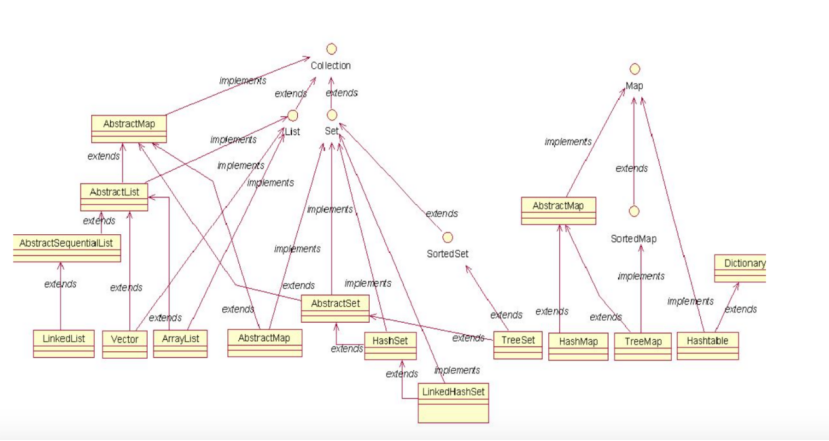 Collection
implements
extends
extends
Map
AbstractMap
List
Set
implements
implements
extends
implements
implements
extends
AbstractList
implements
AbstractMap
extends
extends
SortedMap
AbstractSequentialList
implements
SortedSet
Dictionary
implements
extends
extends
implements
extends
AbstractSet
implements
extends
extends
extends
extends
extends
extends
LinkedList
Vector
ArrayList
AbstractMap
extends
HashSet
extends
TreeSet
HashMap
TreeMap
Hashtable
extends
implements
LinkedHashSet